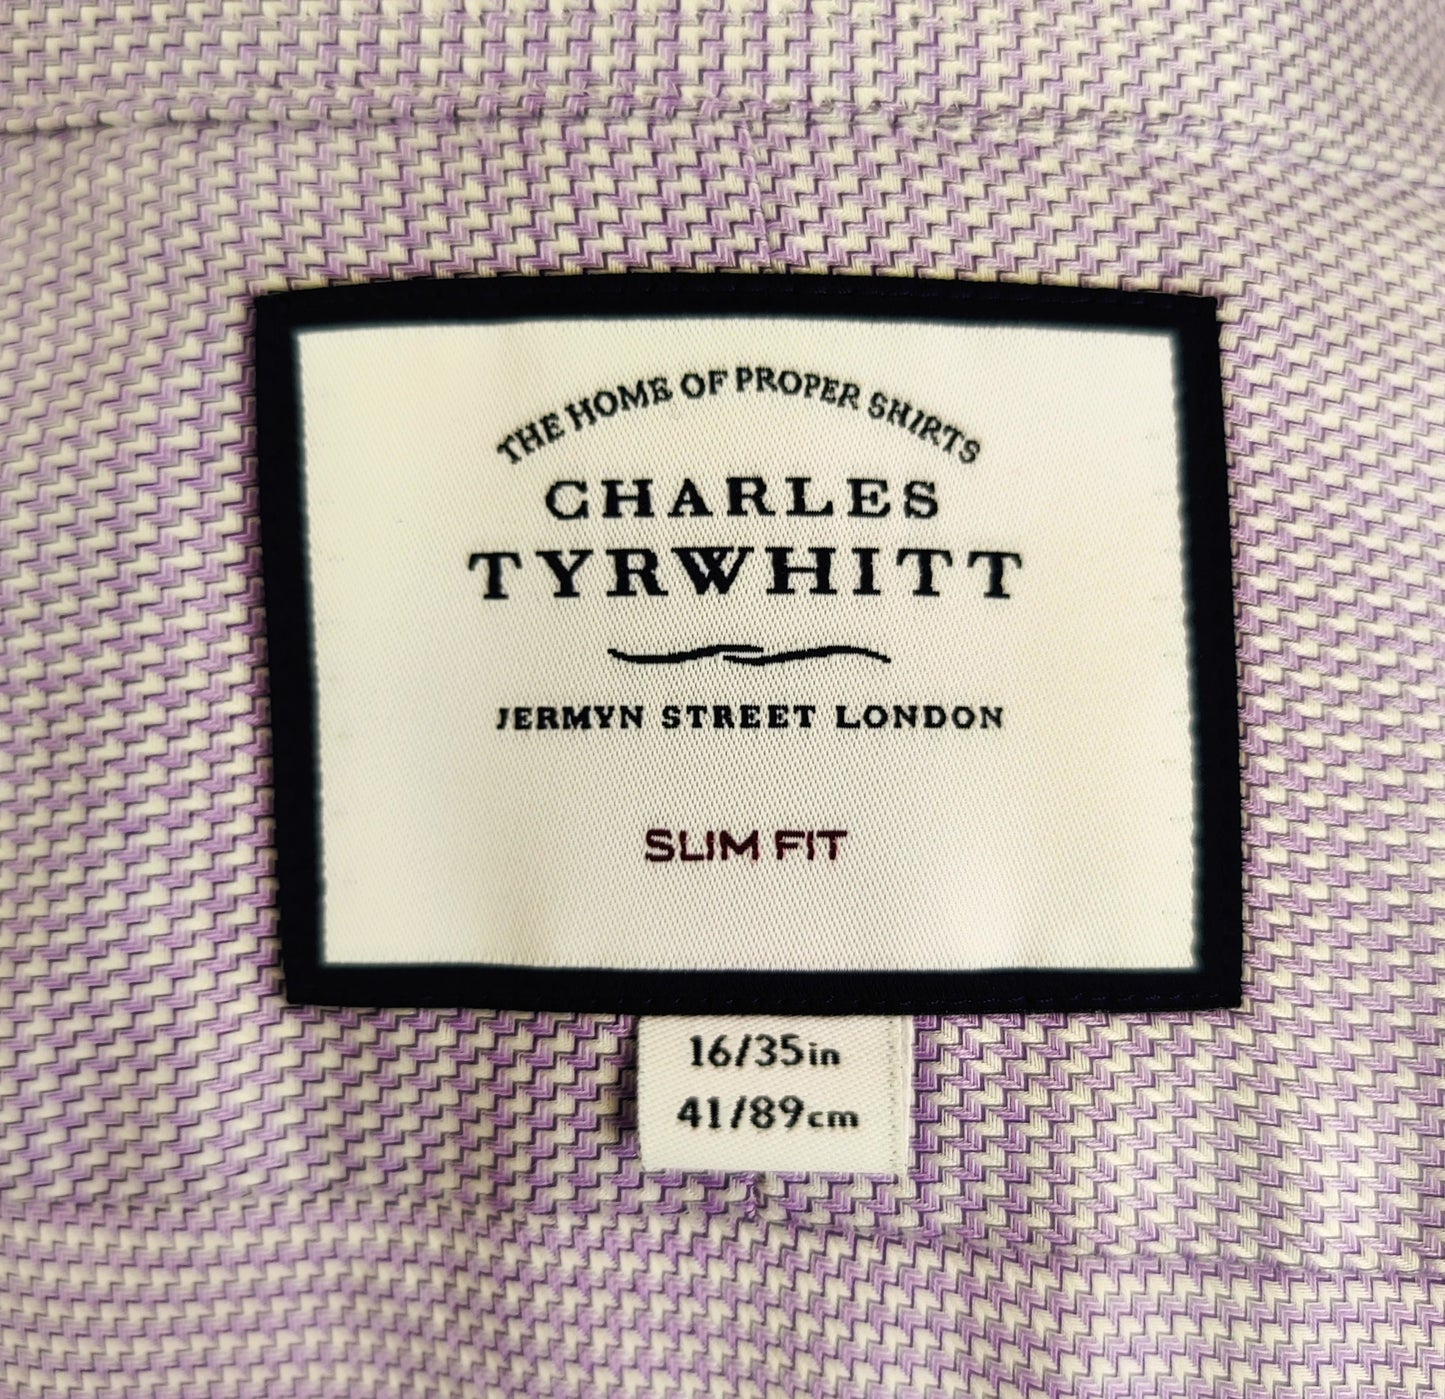 THE HOME OF PROPER SHIRTS
CHARLES
TYRWHITT
JERMYN STREET LONDON
SLIM FIT
16/35in
41/89cm